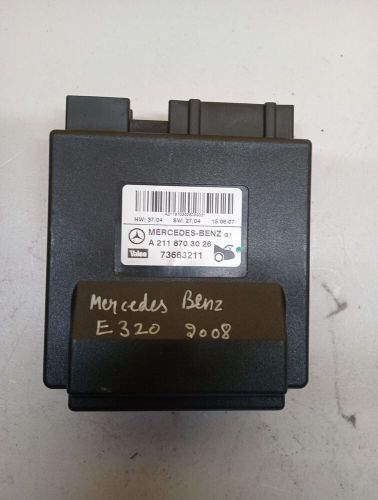 HW: 37/04 SW: 27/04 15.06.07
MERCEDES-BENZ 01
A 211 870 30 26
Valeo 73663211
Mercedes Benz
E320 2008